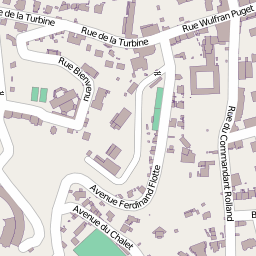 e de la Turbine
Rue de la Turbine
Rue Wulfran Puget
Rue Bienvenu
R
Rue du Commandant Rolland
R
Avenue Ferdinand Flotte
Avenue du Chalet